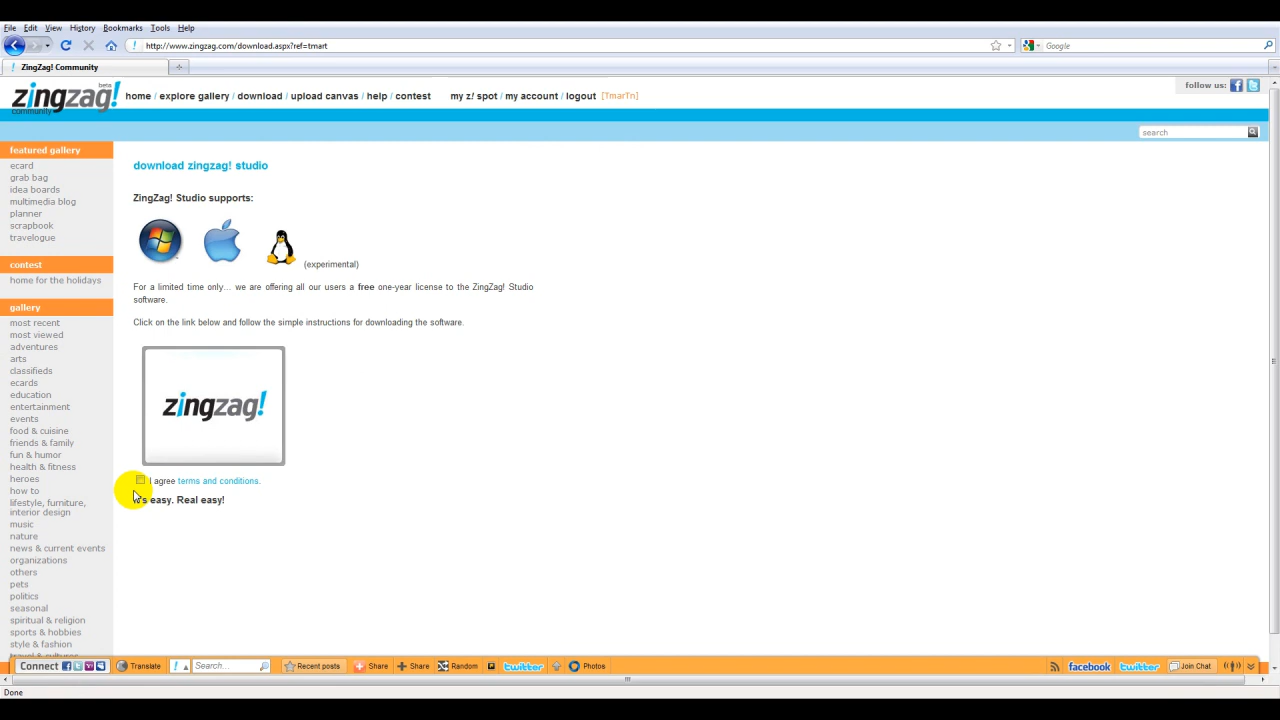 File Edit View History Bookmarks Tools Help
http://www.zingzag.com/download.aspx?ref=tmart
Google
ZingZag! Community
beta
zingzag!
community
home / explore gallery / download / upload canvas / help / contest
my z! spot / my account / logout [TmarTn]
follow us:
search
featured gallery
ecard
grab bag
idea boards
multimedia blog
planner
scrapbook
travelogue
contest
home for the holidays
gallery
most recent
most viewed
adventures
arts
classifieds
ecards
education
entertainment
events
food & cuisine
friends & family
fun & humor
health & fitness
heroes
how to
lifestyle, furniture,
interior design
music
nature
news & current events
organizations
others
pets
politics
seasonal
spiritual & religion
sports & hobbies
style & fashion
travel & culture
download zingzag! studio
ZingZag! Studio supports:
(experimental)
For a limited time only... we are offering all our users a free one-year license to the ZingZag! Studio
software.
Click on the link below and follow the simple instructions for downloading the software.
zingzag!
I agree terms and conditions.
It's easy. Real easy!
Connect Translate Search... Recent posts Share Share Random twitter Photos facebook twitter Join Chat
Done